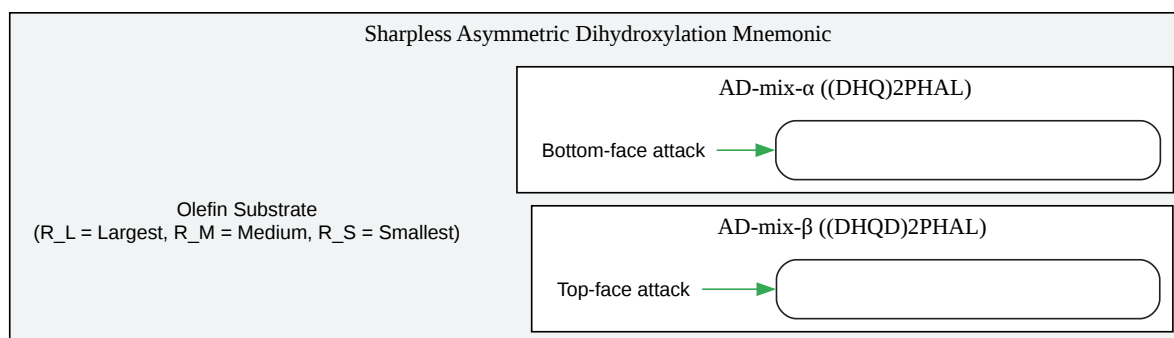 Sharpless Asymmetric Dihydroxylation Mnemonic
AD-mix-α ((DHQ)2PHAL)
Bottom-face attack
Olefin Substrate
(R_L = Largest, R_M = Medium, R_S = Smallest)
AD-mix-β ((DHQD)2PHAL)
Top-face attack